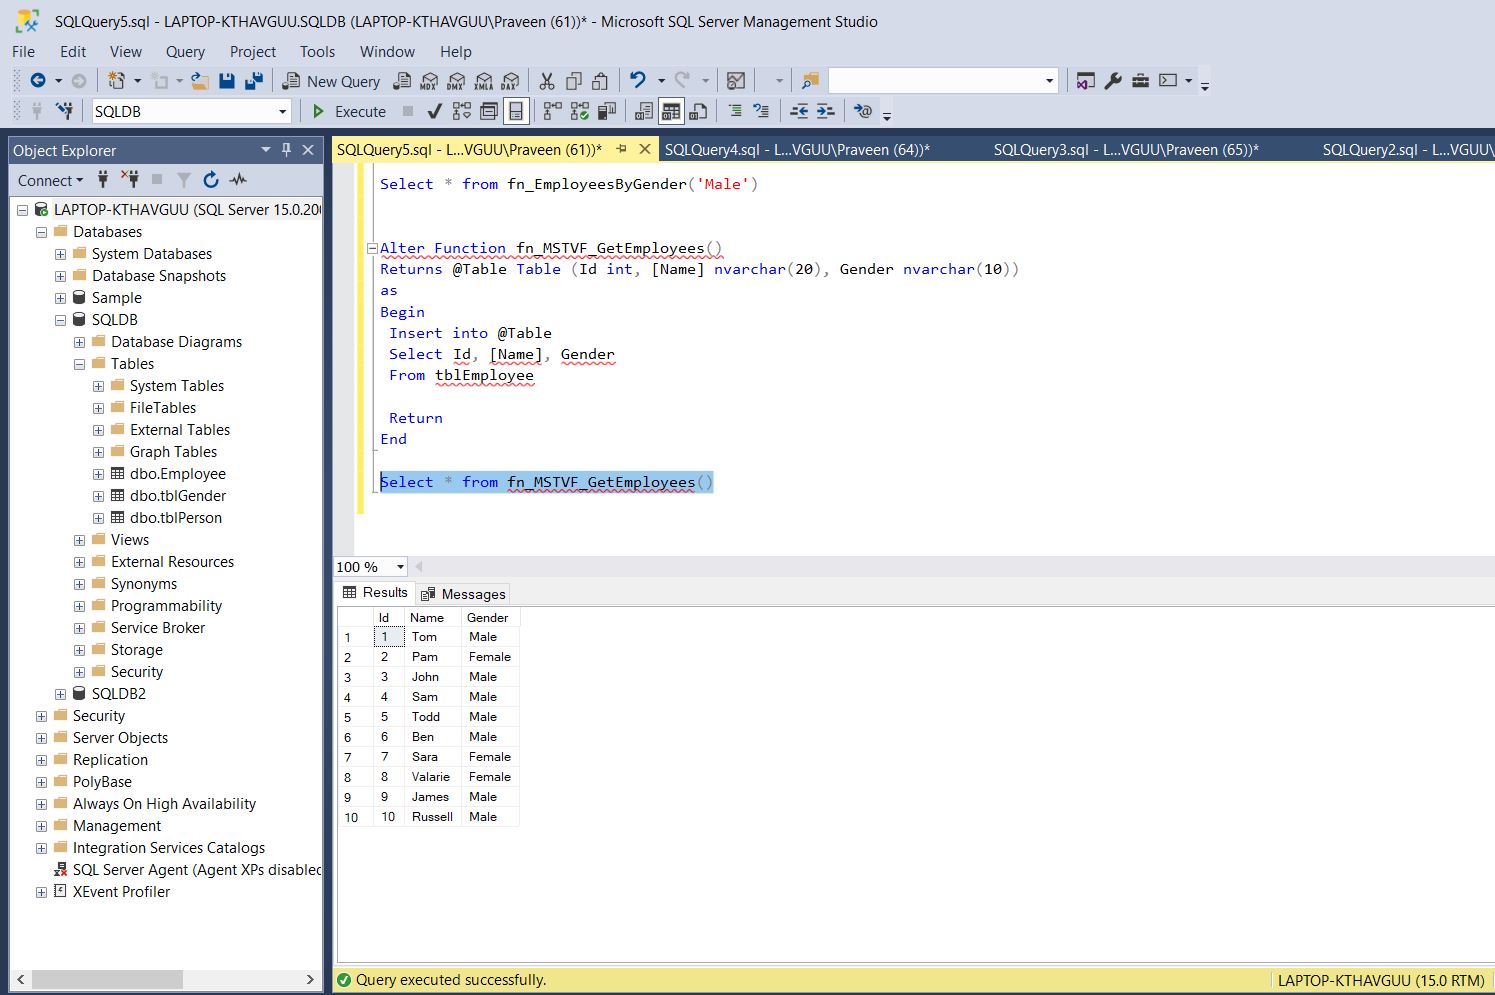 SQLQuery5.sql - LAPTOP-KTHAVGUU.SQLDB (LAPTOP-KTHAVGUU\Praveen (61))* - Microsoft SQL Server Management Studio
File Edit View Query Project Tools Window Help
New Query MDX DMX XMLA DAX
SQLDB Execute
Object Explorer
Connect
LAPTOP-KTHAVGUU (SQL Server 15.0.200
Databases
System Databases
Database Snapshots
Sample
SQLDB
Database Diagrams
Tables
System Tables
FileTables
External Tables
Graph Tables
dbo.Employee
dbo.tblGender
dbo.tblPerson
Views
External Resources
Synonyms
Programmability
Service Broker
Storage
Security
SQLDB2
Security
Server Objects
Replication
PolyBase
Always On High Availability
Management
Integration Services Catalogs
SQL Server Agent (Agent XPs disabled
XEvent Profiler
SQLQuery5.sql - L...VGUU\Praveen (61))* SQLQuery4.sql - L...VGUU\Praveen (64))* SQLQuery3.sql - L...VGUU\Praveen (65))* SQLQuery2.sql - L...VGUU\
Select * from fn_EmployeesByGender('Male')
Alter Function fn_MSTVF_GetEmployees()
Returns @Table Table (Id int, [Name] nvarchar(20), Gender nvarchar(10))
as
Begin
Insert into @Table
Select Id, [Name], Gender
From tblEmployee
Return
End
Select * from fn_MSTVF_GetEmployees()
100 %
Results Messages
Id Name Gender
1 1 Tom Male
2 2 Pam Female
3 3 John Male
4 4 Sam Male
5 5 Todd Male
6 6 Ben Male
7 7 Sara Female
8 8 Valarie Female
9 9 James Male
10 10 Russell Male
Query executed successfully. LAPTOP-KTHAVGUU (15.0 RTM)